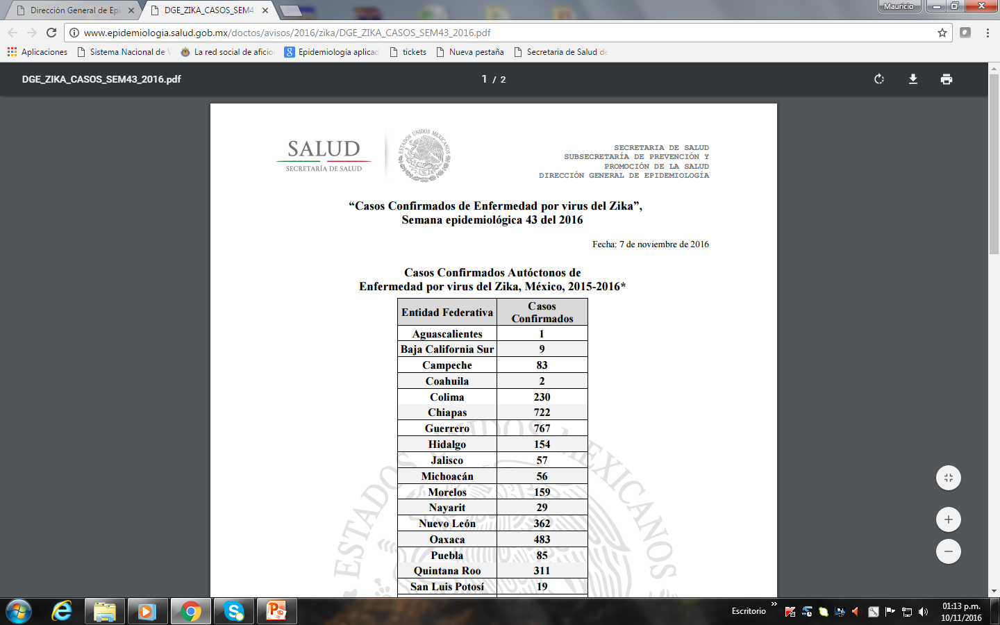 Dirección General de Epi
DGE_ZIKA_CASOS_SEM43
Mauricio
www.epidemiologia.salud.gob.mx/doctos/avisos/2016/zika/DGE_ZIKA_CASOS_SEM43_2016.pdf
Aplicaciones
Sistema Nacional de V
La red social de aficio
Epidemiología aplicad
tickets
Nueva pestaña
Secretaria de Salud de
DGE_ZIKA_CASOS_SEM43_2016.pdf
1 / 2
SALUD
SECRETARÍA DE SALUD
ESTADOS UNIDOS MEXICANOS
SECRETARIA DE SALUD
SUBSECRETARÍA DE PREVENCIÓN Y
PROMOCIÓN DE LA SALUD
DIRECCIÓN GENERAL DE EPIDEMIOLOGÍA
“Casos Confirmados de Enfermedad por virus del Zika”,
Semana epidemiológica 43 del 2016
Fecha: 7 de noviembre de 2016
Casos Confirmados Autóctonos de
Enfermedad por virus del Zika, México, 2015-2016*
Entidad Federativa Casos Confirmados
Aguascalientes 1
Baja California Sur 9
Campeche 83
Coahuila 2
Colima 230
Chiapas 722
Guerrero 767
Hidalgo 154
Jalisco 57
Michoacán 56
Morelos 159
Nayarit 29
Nuevo León 362
Oaxaca 483
Puebla 85
Quintana Roo 311
San Luis Potosí 19
ESTADOS UNIDOS MEXICANOS
Escritorio
01:13 p.m.
10/11/2016